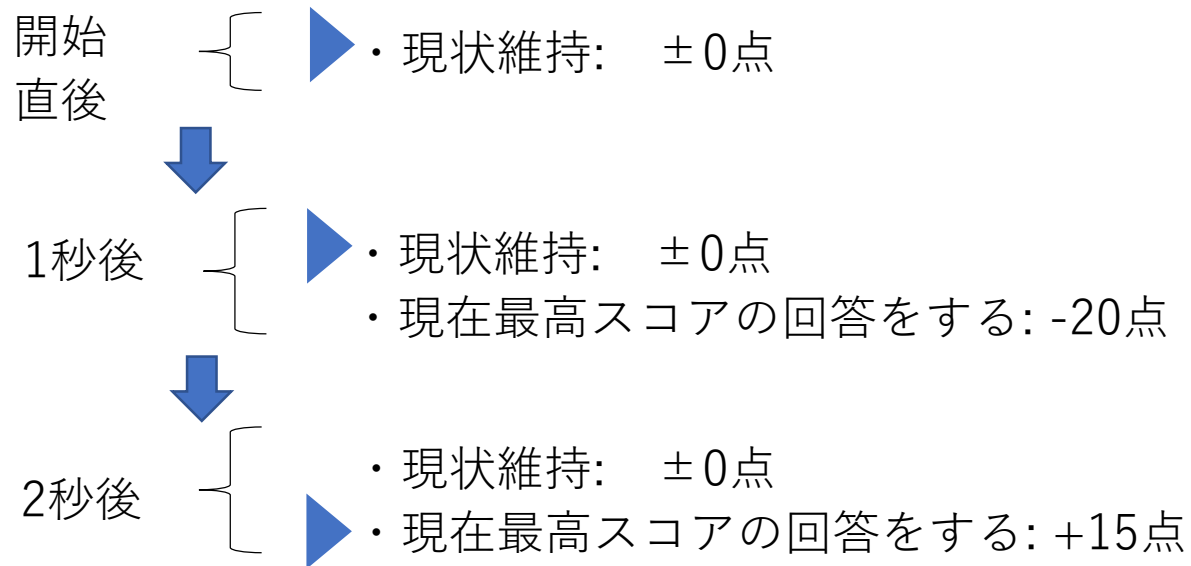 開始
直後
・現状維持: ±0点
1秒後
・現状維持: ±0点
・現在最高スコアの回答をする: -20点
2秒後
・現状維持: ±0点
・現在最高スコアの回答をする: +15点